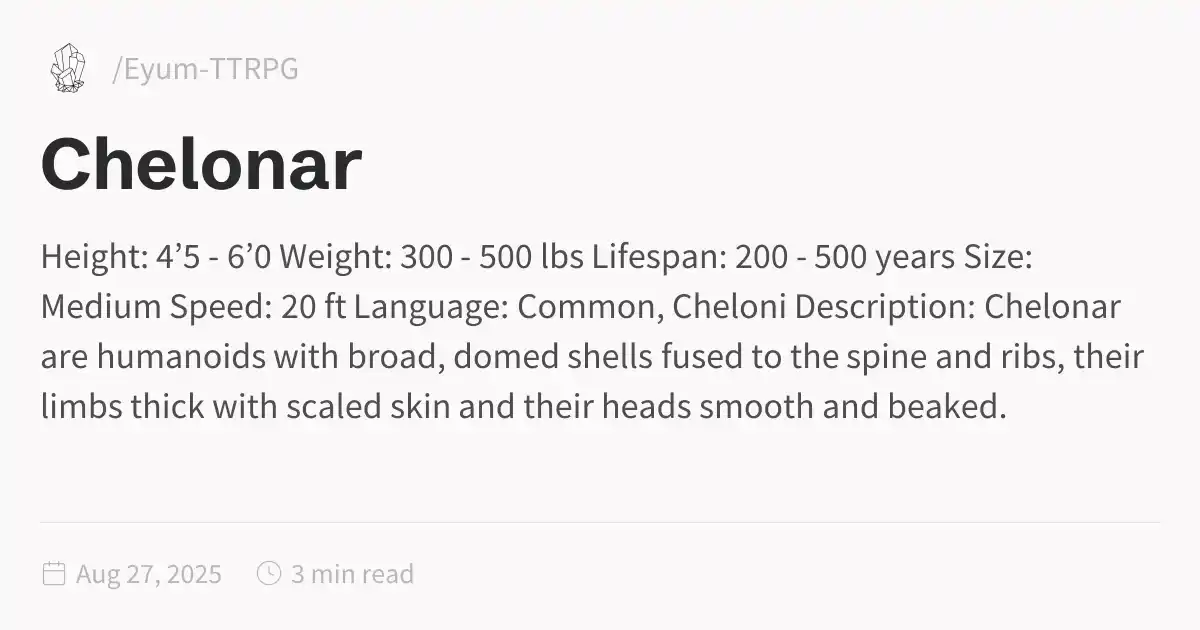 /Eyum-TTRPG
Chelonar
Height: 4’5 - 6’0 Weight: 300 - 500 lbs Lifespan: 200 - 500 years Size:
Medium Speed: 20 ft Language: Common, Cheloni Description: Chelonar
are humanoids with broad, domed shells fused to the spine and ribs, their
limbs thick with scaled skin and their heads smooth and beaked.
Aug 27, 2025 3 min read